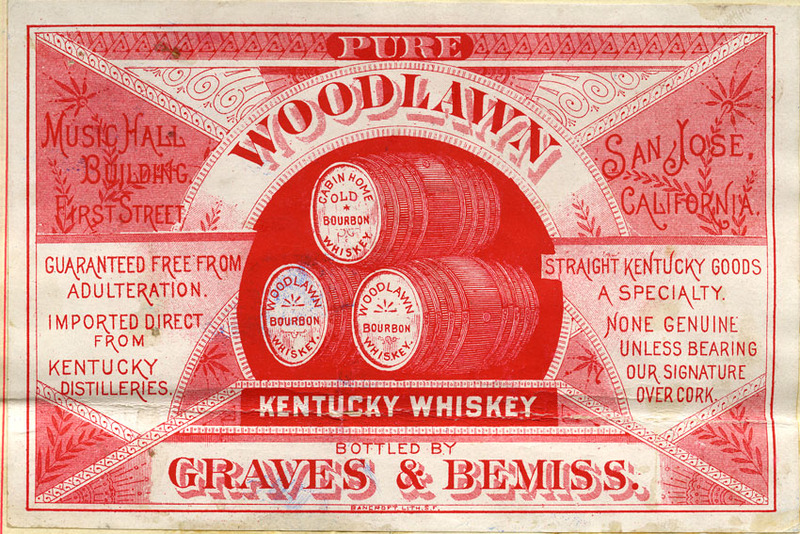 PURE
WOODLAWN
MUSIC HALL
BUILDING
FIRST STREET
SAN JOSE,
CALIFORNIA.
CABIN HOME
OLD
BOURBON
WHISKEY
WOODLAWN
BOURBON
WHISKEY
WOODLAWN
BOURBON
WHISKEY.
GUARANTEED FREE FROM
ADULTERATION.
IMPORTED DIRECT
FROM
KENTUCKY
DISTILLERIES.
STRAIGHT KENTUCKY GOODS
A SPECIALTY.
NONE GENUINE
UNLESS BEARING
OUR SIGNATURE
OVER CORK.
KENTUCKY WHISKEY
BOTTLED BY
GRAVES & BEMISS.
BANCROFT. LITH. S.F.